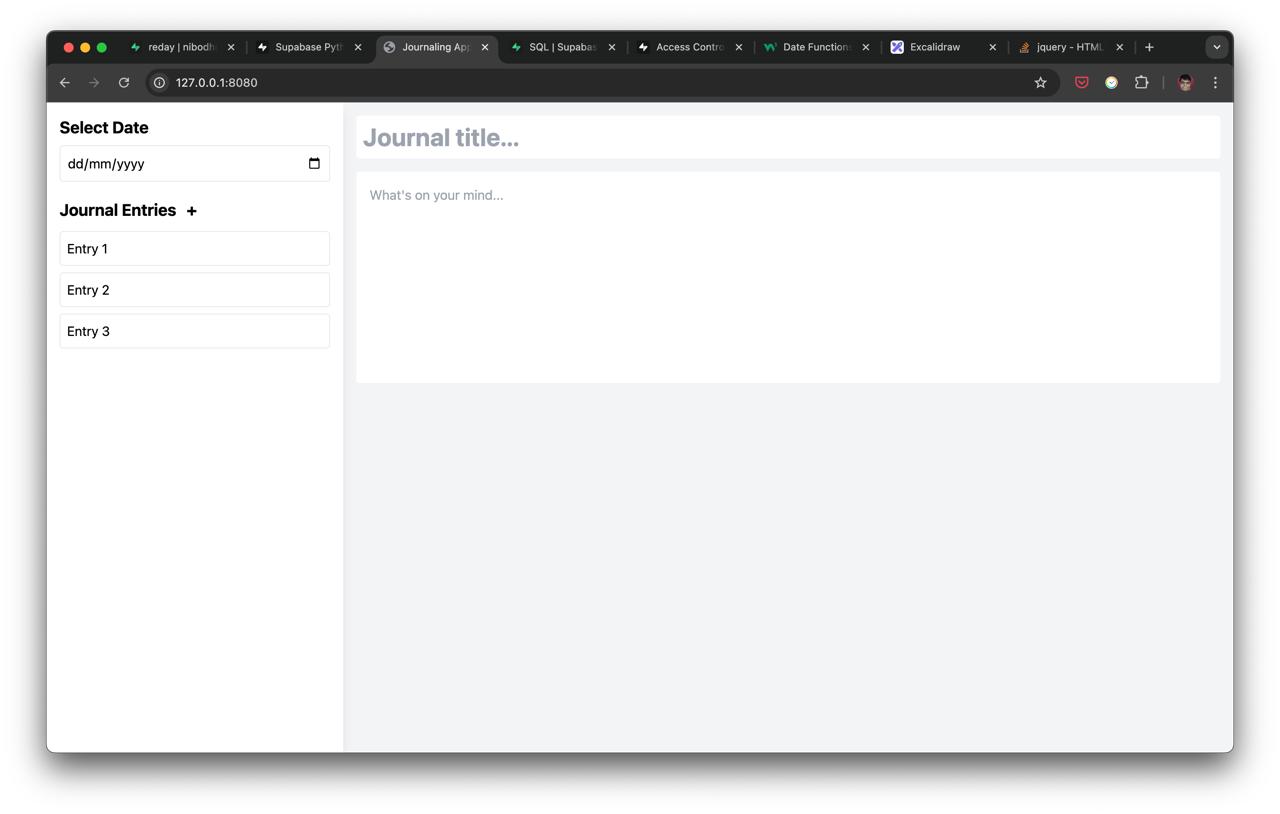 reday | nibodh
Supabase Pyth
Journaling App
SQL | Supabas
Access Contro
Date Function
Excalidraw
jquery - HTML
127.0.0.1:8080
Select Date
dd/mm/yyyy
Journal Entries +
Entry 1
Entry 2
Entry 3
Journal title...
What's on your mind...